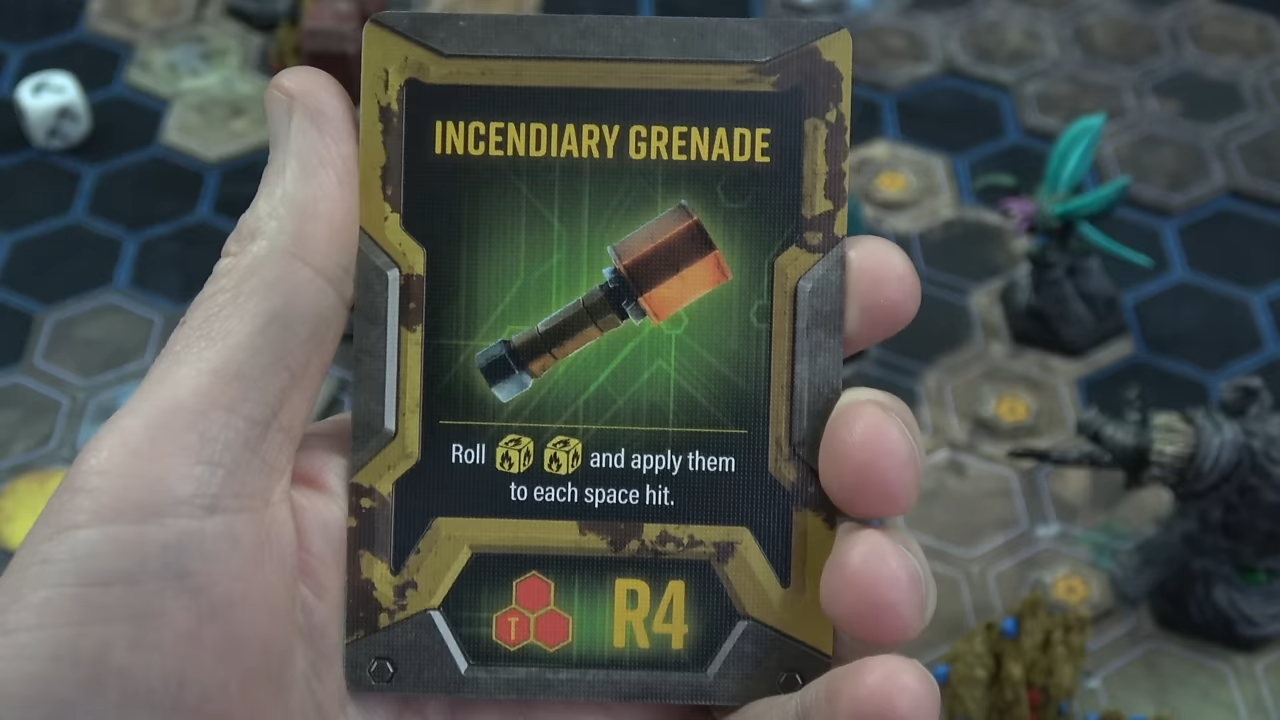 INCENDIARY GRENADE
Roll and apply them
to each space hit.
T R4